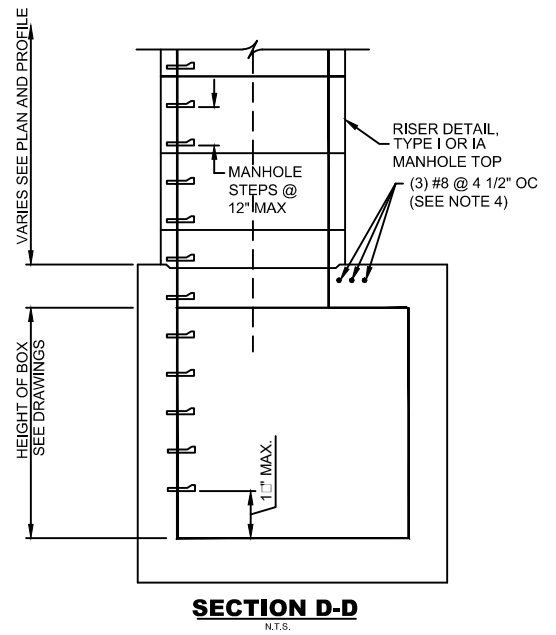 VARIES SEE PLAN AND PROFILE
RISER DETAIL,
TYPE I OR IA
MANHOLE TOP
(3) #8 @ 4 1/2" OC
(SEE NOTE 4)
MANHOLE
STEPS @
12" MAX
HEIGHT OF BOX
SEE DRAWINGS
MAX.
SECTION D-D
N.T.S.